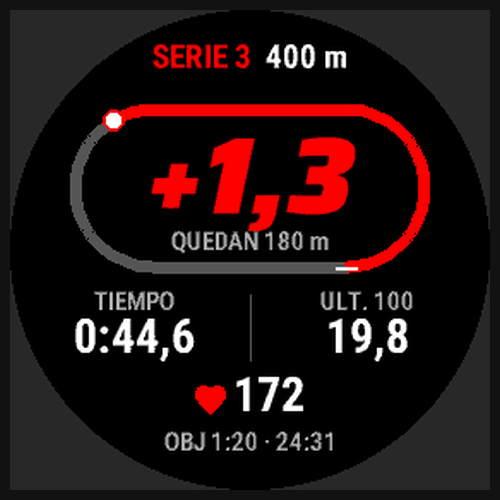 SERIE 3 400 m
+1,3
QUEDAN 180 m
TIEMPO ULT. 100
0:44,6 19,8
172
OBJ 1:20 · 24:31